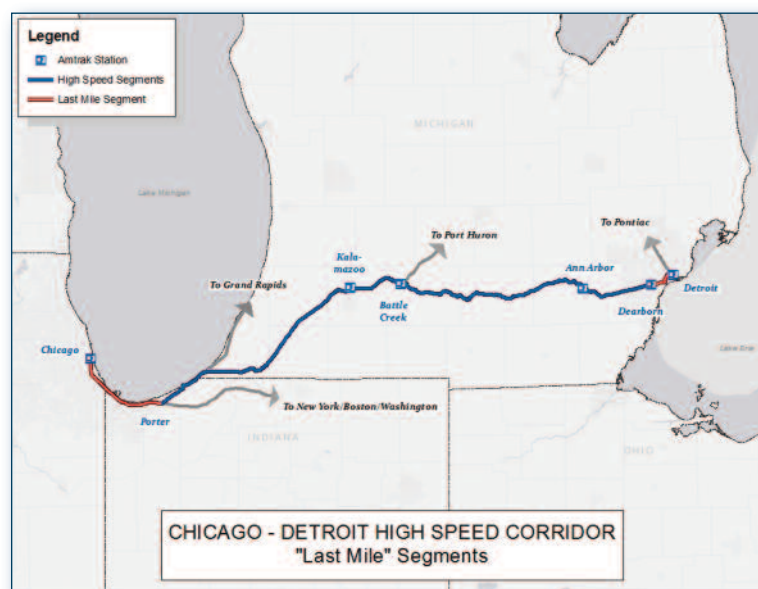 Legend
Amtrak Station
High Speed Segments
Last Mile Segment
MICHIGAN
Lake Michigan
To Port Huron
To Pontiac
Kala-
mazoo
Ann Arbor
To Grand Rapids
Battle
Creek
Dearborn
Detroit
Chicago
Lake Erie
Porter
To New York/Boston/Washington
INDIANA
OHIO
CHICAGO - DETROIT HIGH SPEED CORRIDOR
"Last Mile" Segments